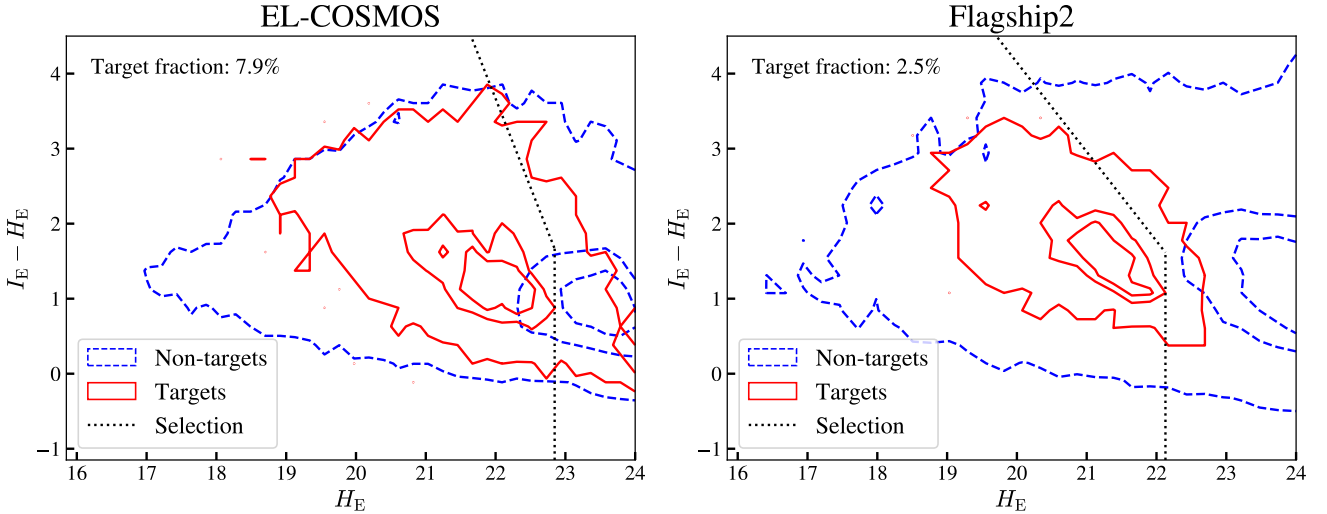 EL-COSMOS
Target fraction: 7.9%
I_E − H_E
4
3
2
1
0
−1
Non-targets
Targets
Selection
16 17 18 19 20 21 22 23 24
H_E
Flagship2
Target fraction: 2.5%
I_E − H_E
4
3
2
1
0
−1
Non-targets
Targets
Selection
16 17 18 19 20 21 22 23 24
H_E